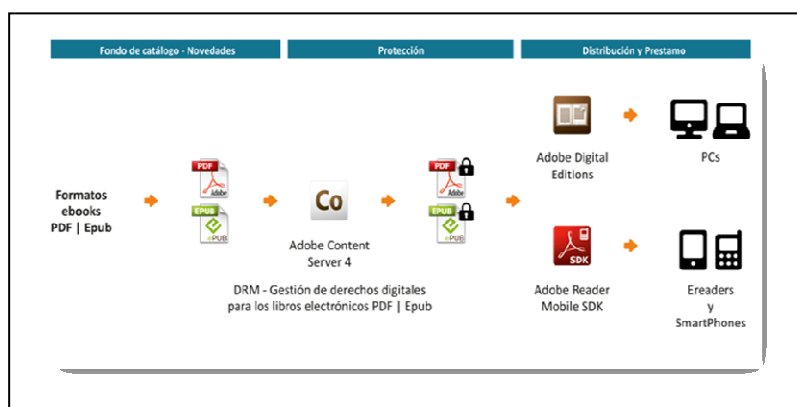 Fondo de catálogo - Novedades
Protección
Distribución y Prestamo
Formatos
ebooks
PDF | Epub
PDF
Adobe
EPUB
ePUB
Co
Adobe Content
Server 4
DRM - Gestión de derechos digitales
para los libros electrónicos PDF | Epub
PDF
Adobe
EPUB
ePUB
Adobe Digital
Editions
PCs
SDK
Adobe Reader
Mobile SDK
Ereaders
y
SmartPhones